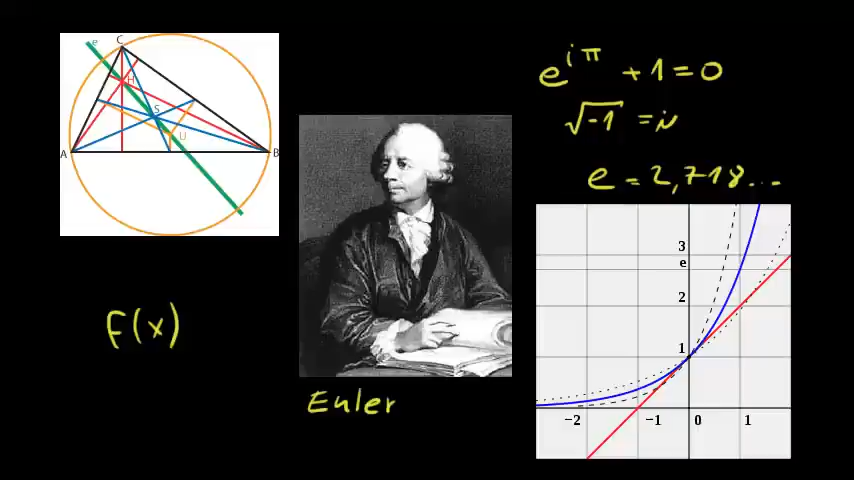 e
C
H
S
U
A
B
e^{iπ} + 1 = 0
√-1 = i
e = 2,718...
3
e
2
1
-2 -1 0 1
F(x)
Euler